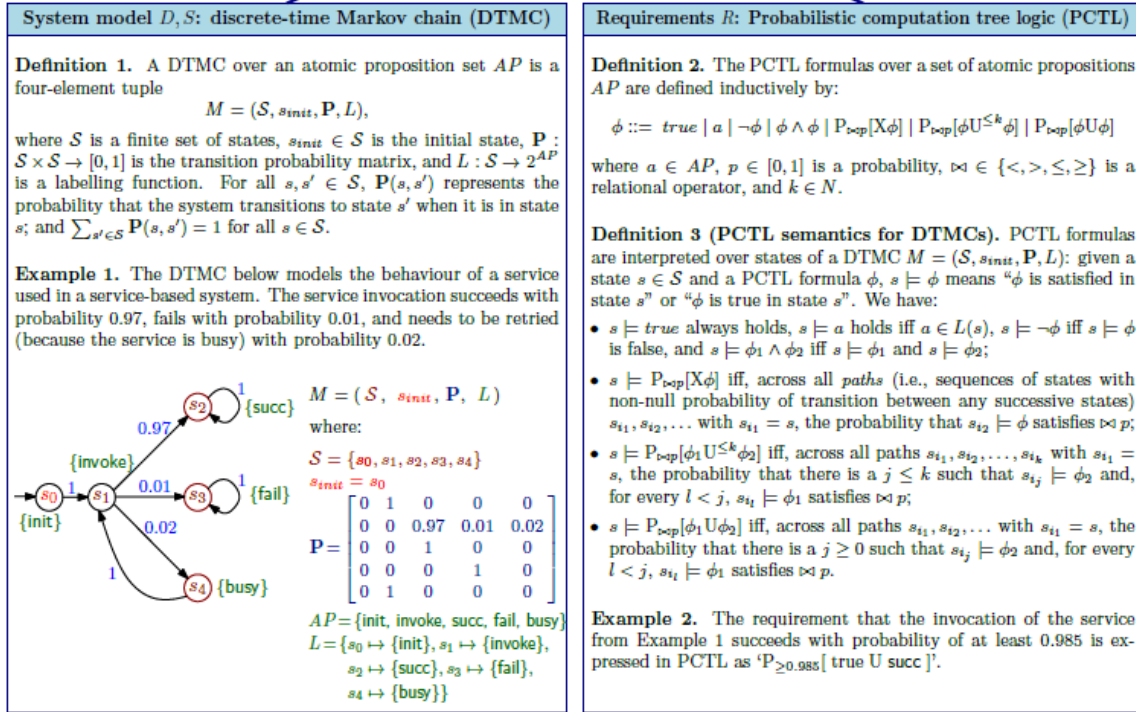 System model D, S: discrete-time Markov chain (DTMC)
Definition 1. A DTMC over an atomic proposition set AP is a
four-element tuple
M = (S, s_init, P, L),
where S is a finite set of states, s_init ∈ S is the initial state, P :
S × S → [0, 1] is the transition probability matrix, and L : S → 2^AP
is a labelling function. For all s, s′ ∈ S, P(s, s′) represents the
probability that the system transitions to state s′ when it is in state
s; and ∑_{s′∈S} P(s, s′) = 1 for all s ∈ S.
Example 1. The DTMC below models the behaviour of a service
used in a service-based system. The service invocation succeeds with
probability 0.97, fails with probability 0.01, and needs to be retried
(because the service is busy) with probability 0.02.
1
s2
{succ}
0.97
{invoke}
1
s0
1
s1
0.01
s3
{fail}
{init}
0.02
1
s4
{busy}
M = ( S, s_init, P, L )
where:
S = {s0, s1, s2, s3, s4}
s_init = s0
0 1 0 0 0
0 0 0.97 0.01 0.02
P= 0 0 1 0 0
0 0 0 1 0
0 1 0 0 0
AP={init, invoke, succ, fail, busy}
L={s0 ↦ {init}, s1 ↦ {invoke},
s2 ↦ {succ}, s3 ↦ {fail},
s4 ↦ {busy}}
Requirements R: Probabilistic computation tree logic (PCTL)
Definition 2. The PCTL formulas over a set of atomic propositions
AP are defined inductively by:
ϕ ::= true | a | ¬ϕ | ϕ ∧ ϕ | P⋈p[Xϕ] | P⋈p[ϕU^≤k ϕ] | P⋈p[ϕUϕ]
where a ∈ AP, p ∈ [0, 1] is a probability, ⋈ ∈ {<, >, ≤, ≥} is a
relational operator, and k ∈ N.
Definition 3 (PCTL semantics for DTMCs). PCTL formulas
are interpreted over states of a DTMC M = (S, s_init, P, L): given a
state s ∈ S and a PCTL formula ϕ, s ⊨ ϕ means “ϕ is satisfied in
state s” or “ϕ is true in state s”. We have:
• s ⊨ true always holds, s ⊨ a holds iff a ∈ L(s), s ⊨ ¬ϕ iff s ⊨ ϕ
is false, and s ⊨ ϕ1 ∧ ϕ2 iff s ⊨ ϕ1 and s ⊨ ϕ2;
• s ⊨ P⋈p[Xϕ] iff, across all paths (i.e., sequences of states with
non-null probability of transition between any successive states)
s_i1, s_i2, ... with s_i1 = s, the probability that s_i2 ⊨ ϕ satisfies ⋈ p;
• s ⊨ P⋈p[ϕ1U^≤k ϕ2] iff, across all paths s_i1, s_i2, ..., s_ik with s_i1 =
s, the probability that there is a j ≤ k such that s_ij ⊨ ϕ2 and,
for every l < j, s_il ⊨ ϕ1 satisfies ⋈ p;
• s ⊨ P⋈p[ϕ1Uϕ2] iff, across all paths s_i1, s_i2, ... with s_i1 = s, the
probability that there is a j ≥ 0 such that s_ij ⊨ ϕ2 and, for every
l < j, s_il ⊨ ϕ1 satisfies ⋈ p.
Example 2. The requirement that the invocation of the service
from Example 1 succeeds with probability of at least 0.985 is ex-
pressed in PCTL as ‘P≥0.985[ true U succ ]’.